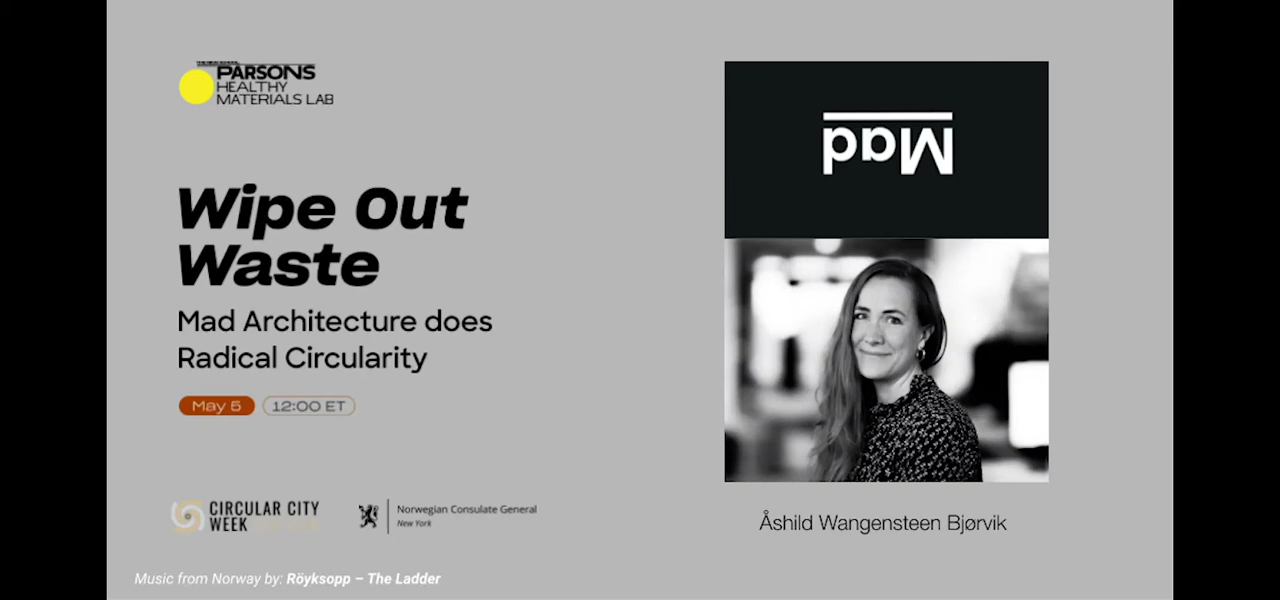 PARSONS
HEALTHY
MATERIALS LAB
Wipe Out
Waste
Mad Architecture does
Radical Circularity
May 5 12:00 ET
CIRCULAR CITY
WEEK
Norwegian Consulate General
New York
Music from Norway by: Röyksopp – The Ladder
Mad
Åshild Wangensteen Bjørvik